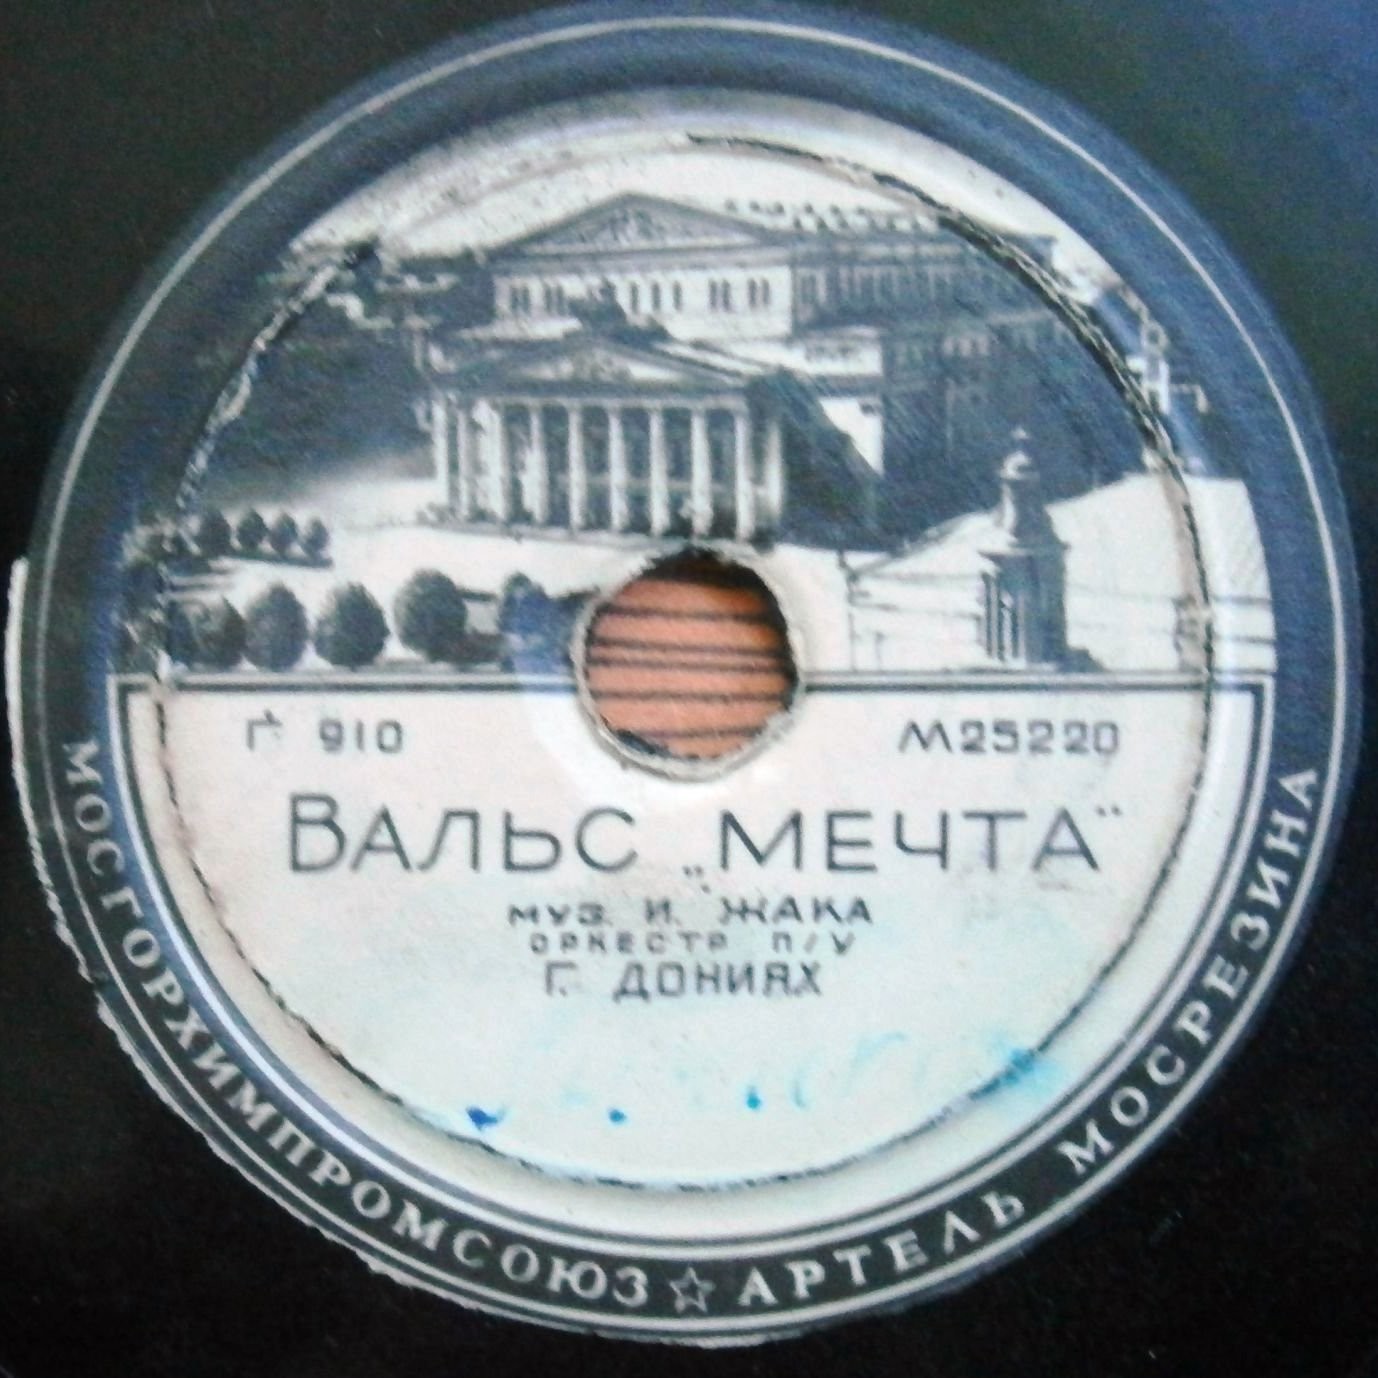 Г 910
М25220
ВАЛЬС „МЕЧТА“
МУЗ. И. ЖАКА
ОРКЕСТР П/У
Г. ДОНИЯХ
МОСГОРХИМПРОМСОЮЗ ☆ АРТЕЛЬ МОСРЕЗИНА